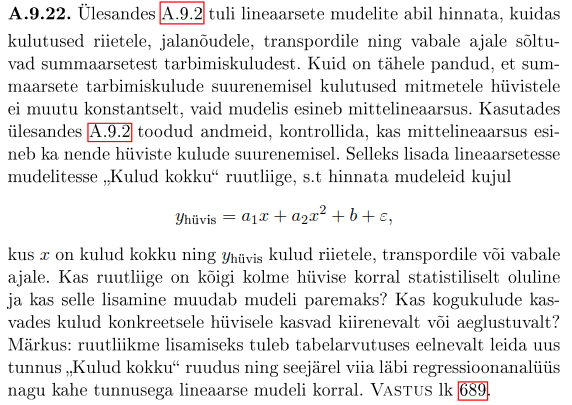 A.9.22. Ülesandes A.9.2 tuli lineaarsete mudelite abil hinnata, kuidas
kulutused riietele, jalanõudele, transpordile ning vabale ajale sõltu-
vad summaarsetest tarbimiskuludest. Kuid on tähele pandud, et sum-
maarsete tarbimiskulude suurenemisel kulutused mitmetele hüvistele
ei muutu konstantselt, vaid mudelis esineb mittelineaarsus. Kasutades
ülesandes A.9.2 toodud andmeid, kontrollida, kas mittelineaarsus esi-
neb ka nende hüviste kulude suurenemisel. Selleks lisada lineaarsetesse
mudelitesse „Kulud kokku“ ruutliige, s.t hinnata mudeleid kujul
y_hüvis = a₁x + a₂x² + b + ε,
kus x on kulud kokku ning y_hüvis kulud riietele, transpordile või vabale
ajale. Kas ruutliige on kõigi kolme hüvise korral statistiliselt oluline
ja kas selle lisamine muudab mudeli paremaks? Kas kogukulude kas-
vades kulud konkreetsele hüvisele kasvad kiirenevalt või aeglustuvalt?
Märkus: ruutliikme lisamiseks tuleb tabelarvutuses eelnevalt leida uus
tunnus „Kulud kokku“ ruudus ning seejärel viia läbi regressioonanalüüs
nagu kahe tunnusega lineaarse mudeli korral. VASTUS lk 689.